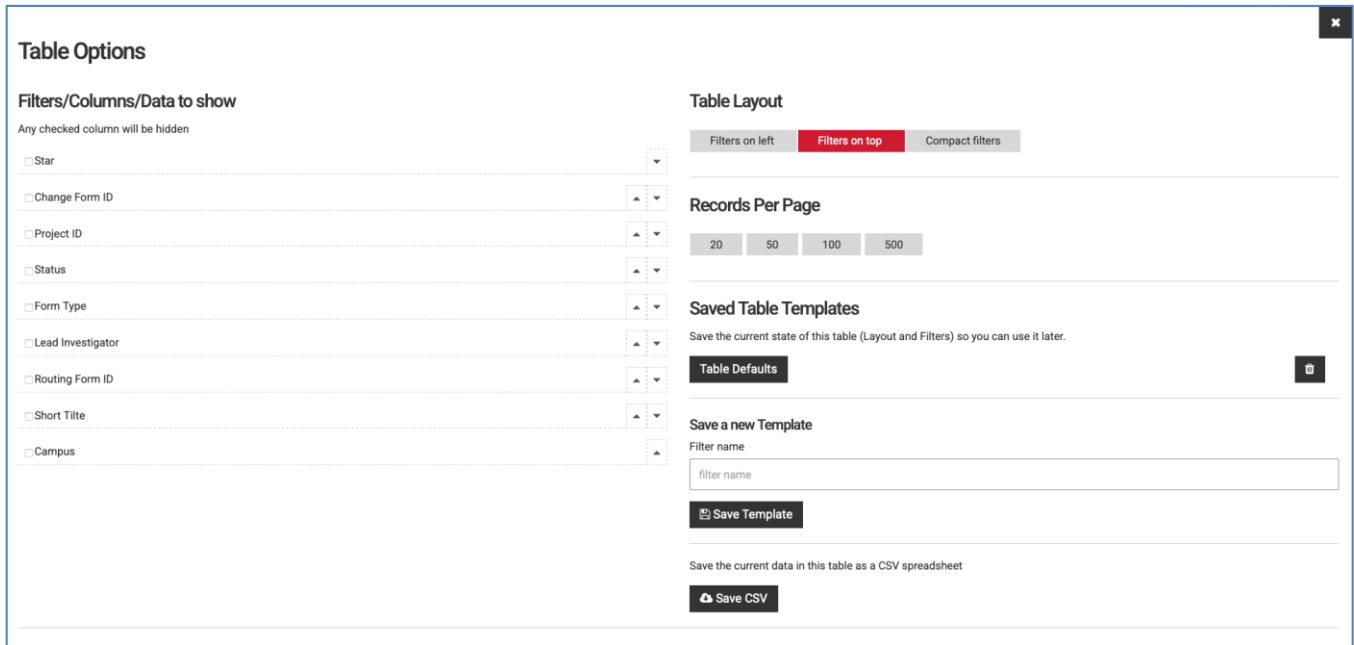 Table Options
Filters/Columns/Data to show
Any checked column will be hidden
Star
Change Form ID
Project ID
Status
Form Type
Lead Investigator
Routing Form ID
Short Tilte
Campus
Table Layout
Filters on left Filters on top Compact filters
Records Per Page
20 50 100 500
Saved Table Templates
Save the current state of this table (Layout and Filters) so you can use it later.
Table Defaults
Save a new Template
Filter name
filter name
Save Template
Save the current data in this table as a CSV spreadsheet
Save CSV